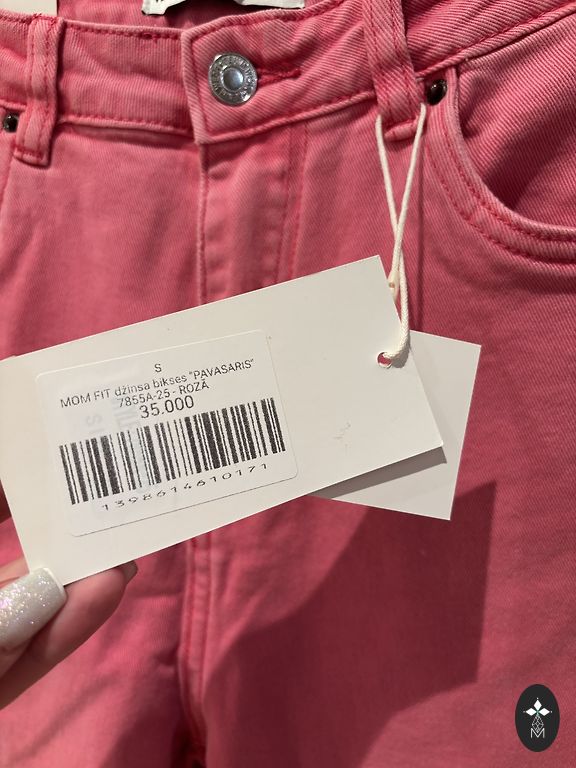 S
MOM FIT džinsa bikses "PAVASARIS"
7855A-25 - ROZĀ
35.000
1398614610171
M